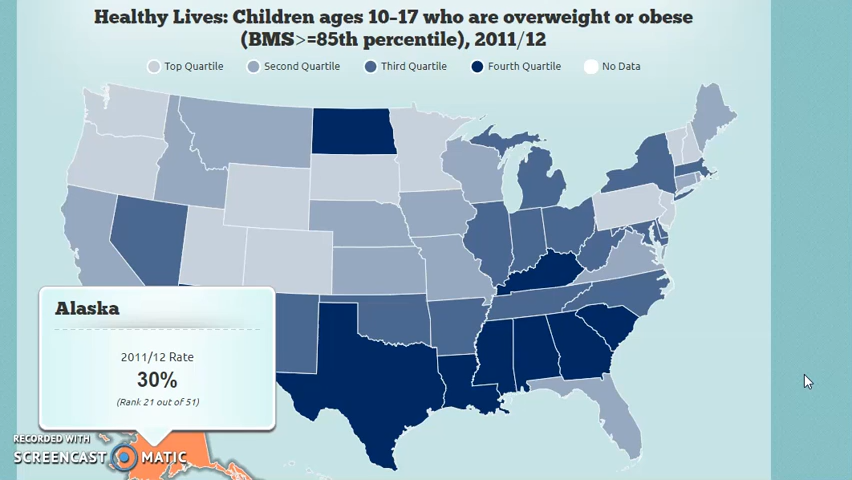 Healthy Lives: Children ages 10-17 who are overweight or obese
(BMS>=85th percentile), 2011/12
Top Quartile
Second Quartile
Third Quartile
Fourth Quartile
No Data
Alaska
2011/12 Rate
30%
(Rank 21 out of 51)
RECORDED WITH
SCREENCAST MATIC